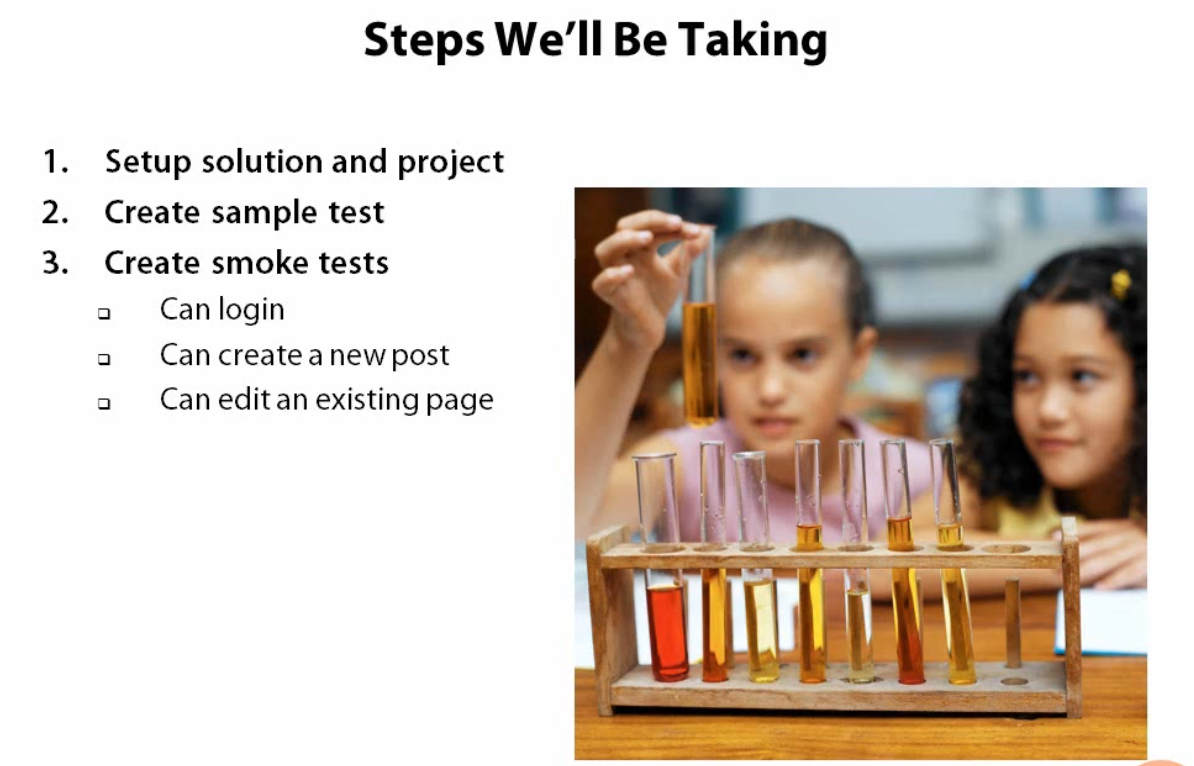 Steps We’ll Be Taking
1. Setup solution and project
2. Create sample test
3. Create smoke tests
❑ Can login
❑ Can create a new post
❑ Can edit an existing page